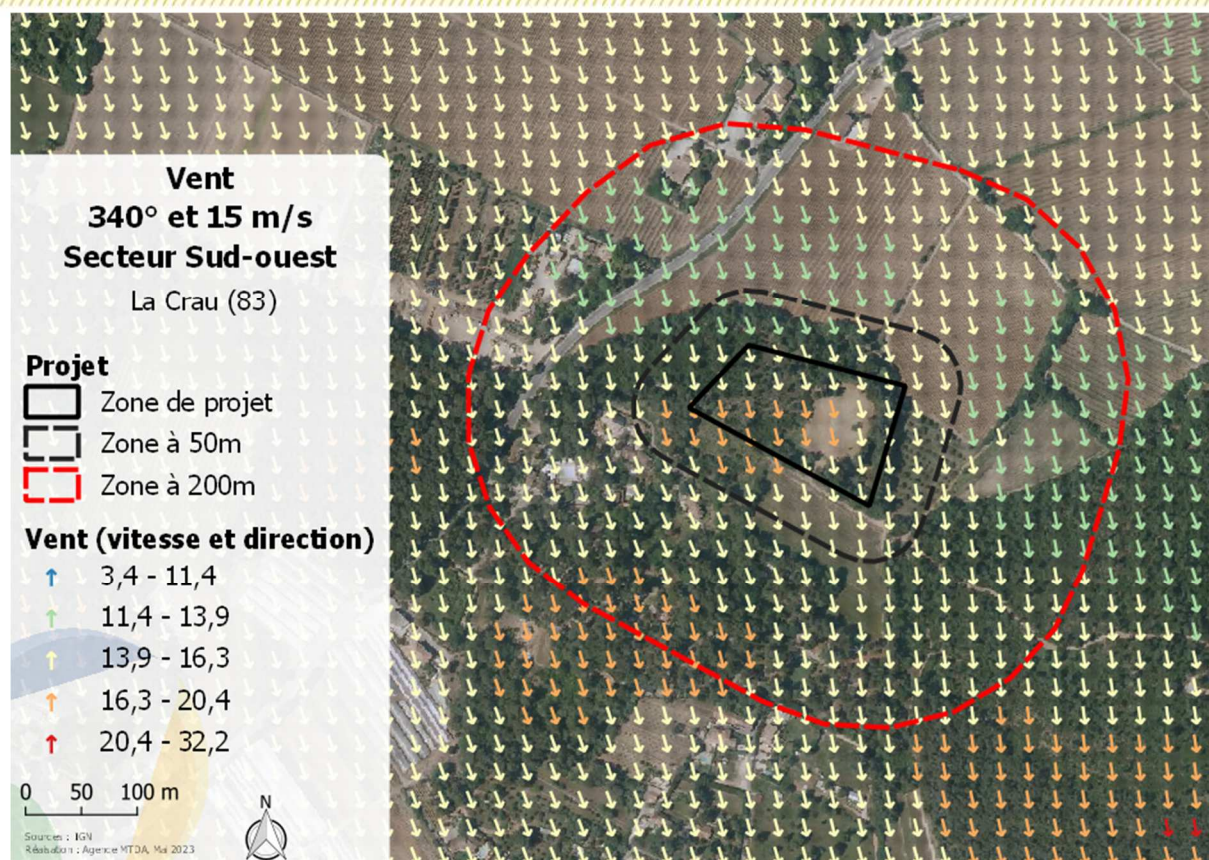 Vent
340° et 15 m/s
Secteur Sud-ouest
La Crau (83)
Projet
Zone de projet
Zone à 50m
Zone à 200m
Vent (vitesse et direction)
3,4 - 11,4
11,4 - 13,9
13,9 - 16,3
16,3 - 20,4
20,4 - 32,2
0 50 100 m
N
Sources : IGN
Réalisation : Agence MTDA, Mai 2023